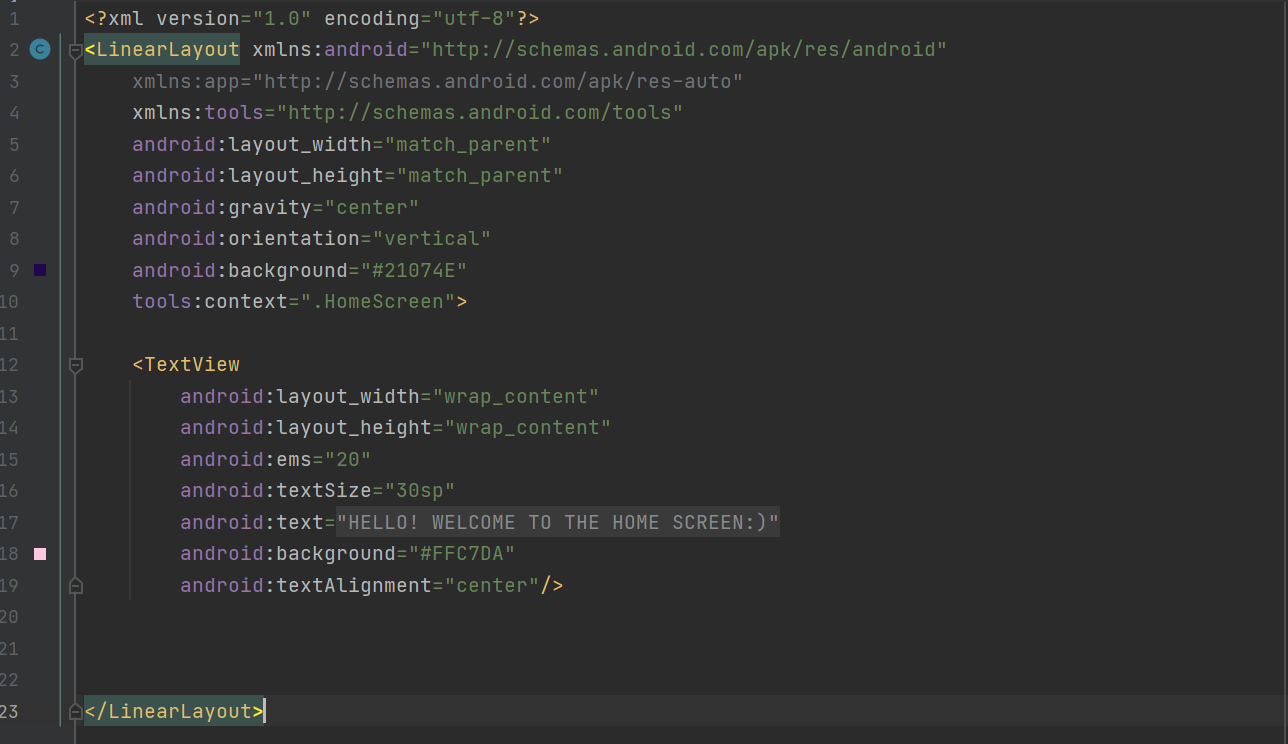 1 <?xml version="1.0" encoding="utf-8"?>
2 C <LinearLayout xmlns:android="http://schemas.android.com/apk/res/android"
3 xmlns:app="http://schemas.android.com/apk/res-auto"
4 xmlns:tools="http://schemas.android.com/tools"
5 android:layout_width="match_parent"
6 android:layout_height="match_parent"
7 android:gravity="center"
8 android:orientation="vertical"
9 android:background="#21074E"
10 tools:context=".HomeScreen">
11
12 <TextView
13 android:layout_width="wrap_content"
14 android:layout_height="wrap_content"
15 android:ems="20"
16 android:textSize="30sp"
17 android:text="HELLO! WELCOME TO THE HOME SCREEN:)"
18 android:background="#FFC7DA"
19 android:textAlignment="center"/>
20
21
22
23 </LinearLayout>